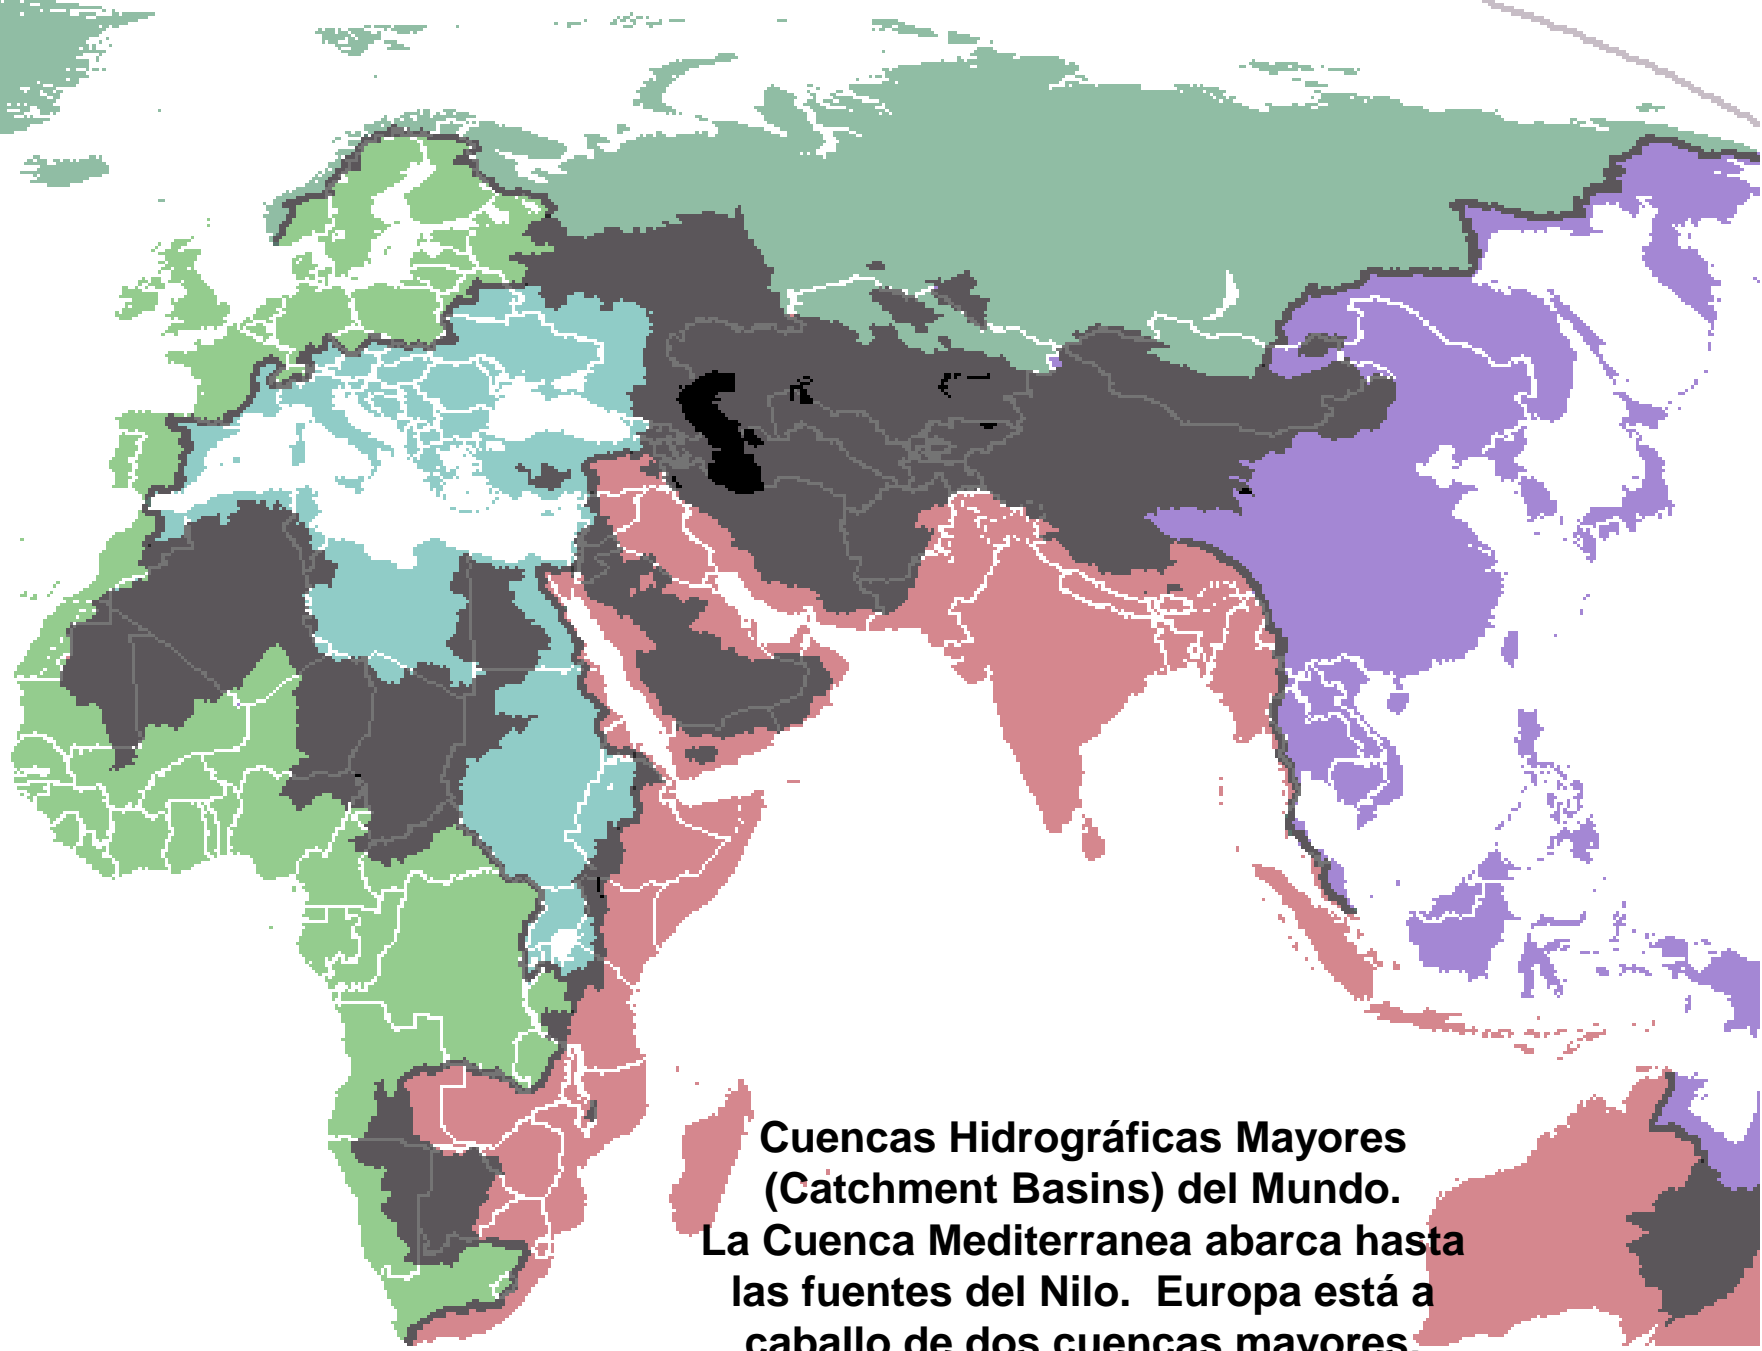 Cuencas Hidrográficas Mayores
(Catchment Basins) del Mundo.
La Cuenca Mediterranea abarca hasta
las fuentes del Nilo.  Europa está a
caballo de dos cuencas mayores.